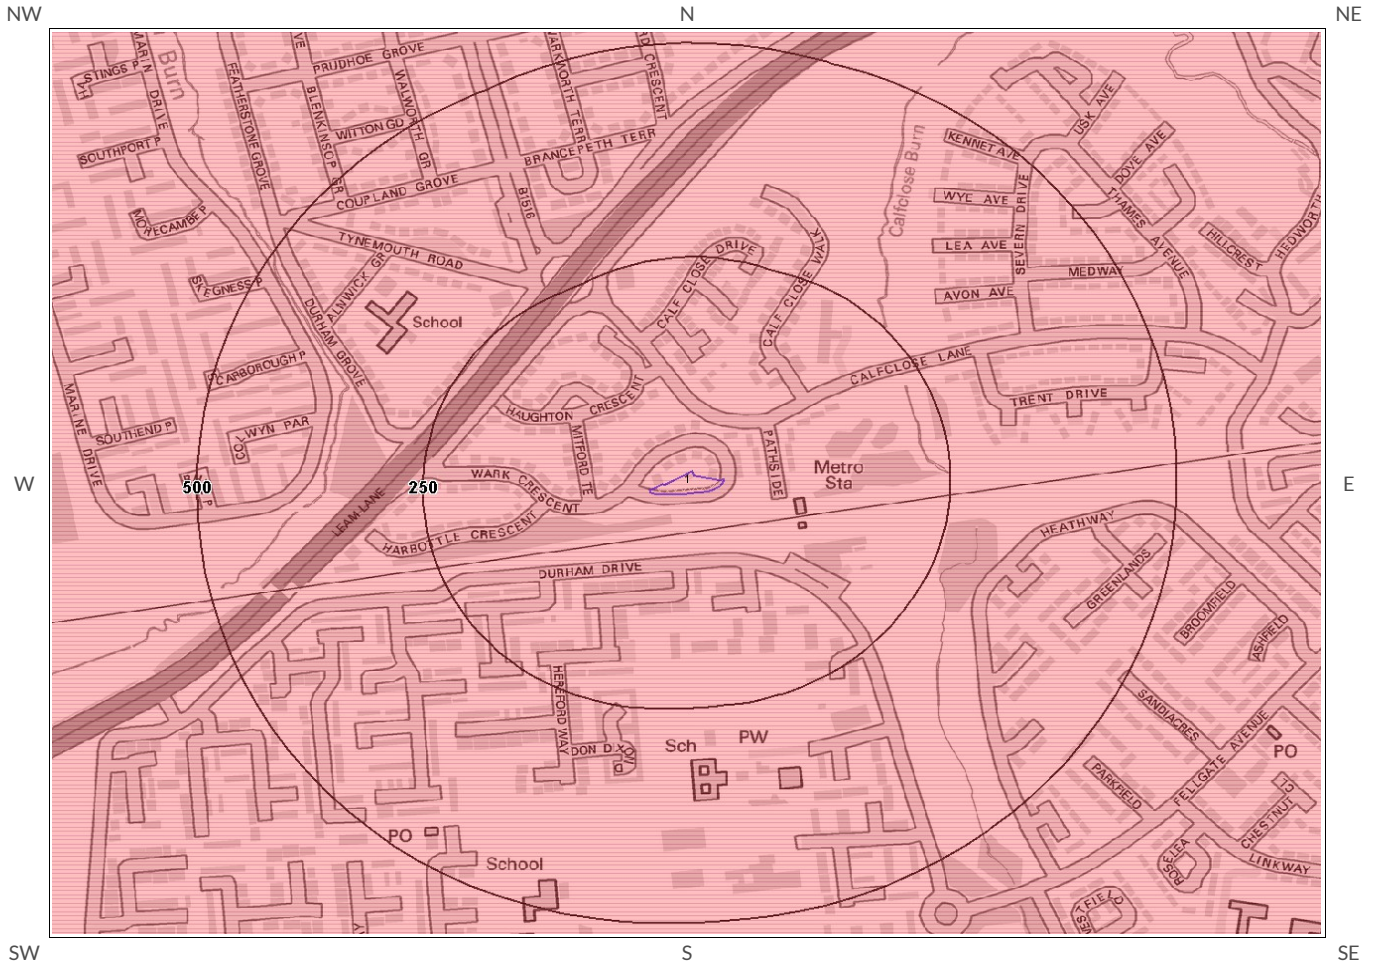 NW
N
NE
W
E
SW
S
SE
MARIN
DRIVE
Burn
SOUTHPORT P
MORECAMBE P
SKEGNESS P
FEATHERSTONE GROVE
BLENKINSOP GR
PRUDHOE GROVE
WALWORTH GR
WITTON GD
COUPLAND GROVE
BRANCEPETH TERR
B1516
TYNEMOUTH ROAD
ALNWICK GR
School
DURHAM GROVE
CARBOROUGH P
COLWYN PAR
SOUTHEND P
MARINE DRIVE
500
250
LEAM LANE
CALF CLOSE DRIVE
CALF CLOSE WALK
Calfclose Burn
KENNET AVE
WYE AVE
LEA AVE
AVON AVE
SEVERN DRIVE
USK AVE
DOVE AVE
THAMES AVENUE
MEDWAY
HILLCREST
HEDWORTH
CALFCLOSE LANE
TRENT DRIVE
HAUGHTON CRESCENT
MITFORD TE
WARK CRESCENT
HARBOTTLE CRESCENT
1
PATHSIDE
Metro
Sta
DURHAM DRIVE
HEATHWAY
GREENLANDS
BROOMFIELD
ASHFIELD
SANDIACRES
FELLGATE AVENUE
PARKFIELD
PO
CHESTNUT
LINKWAY
ROSELEA
HEREFORD WAY
Sch
PW
PO
School